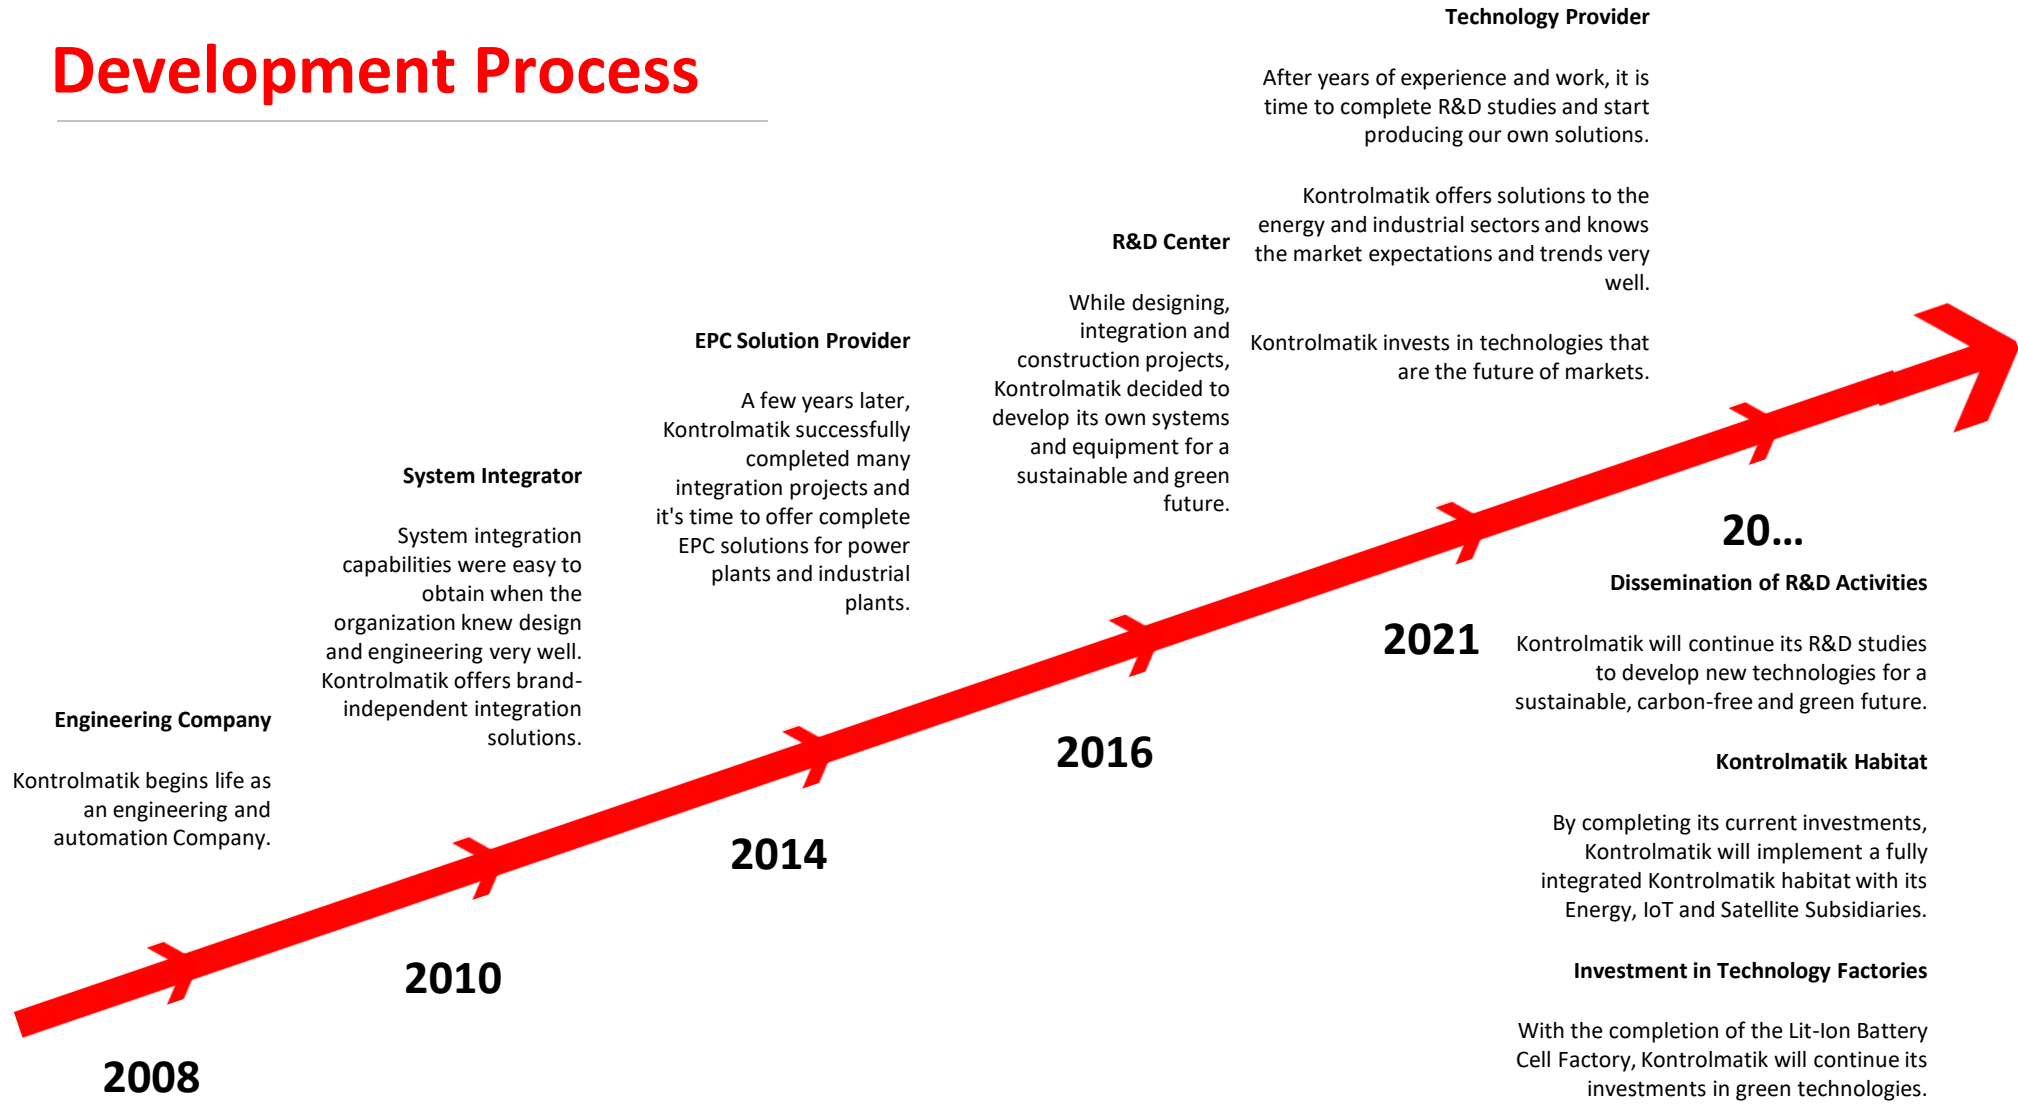 Development Process
Engineering Company
Kontrolmatik begins life as
an engineering and
automation Company.
2008
System Integrator
System integration
capabilities were easy to
obtain when the
organization knew design
and engineering very well.
Kontrolmatik offers brand-
independent integration
solutions.
2010
EPC Solution Provider
A few years later,
Kontrolmatik successfully
completed many
integration projects and
it's time to offer complete
EPC solutions for power
plants and industrial
plants.
2014
R&D Center
While designing,
integration and
construction projects,
Kontrolmatik decided to
develop its own systems
and equipment for a
sustainable and green
future.
2016
Technology Provider
After years of experience and work, it is
time to complete R&D studies and start
producing our own solutions.
Kontrolmatik offers solutions to the
energy and industrial sectors and knows
the market expectations and trends very
well.
Kontrolmatik invests in technologies that
are the future of markets.
2021
20...
Dissemination of R&D Activities
Kontrolmatik will continue its R&D studies
to develop new technologies for a
sustainable, carbon-free and green future.
Kontrolmatik Habitat
By completing its current investments,
Kontrolmatik will implement a fully
integrated Kontrolmatik habitat with its
Energy, IoT and Satellite Subsidiaries.
Investment in Technology Factories
With the completion of the Lit-Ion Battery
Cell Factory, Kontrolmatik will continue its
investments in green technologies.